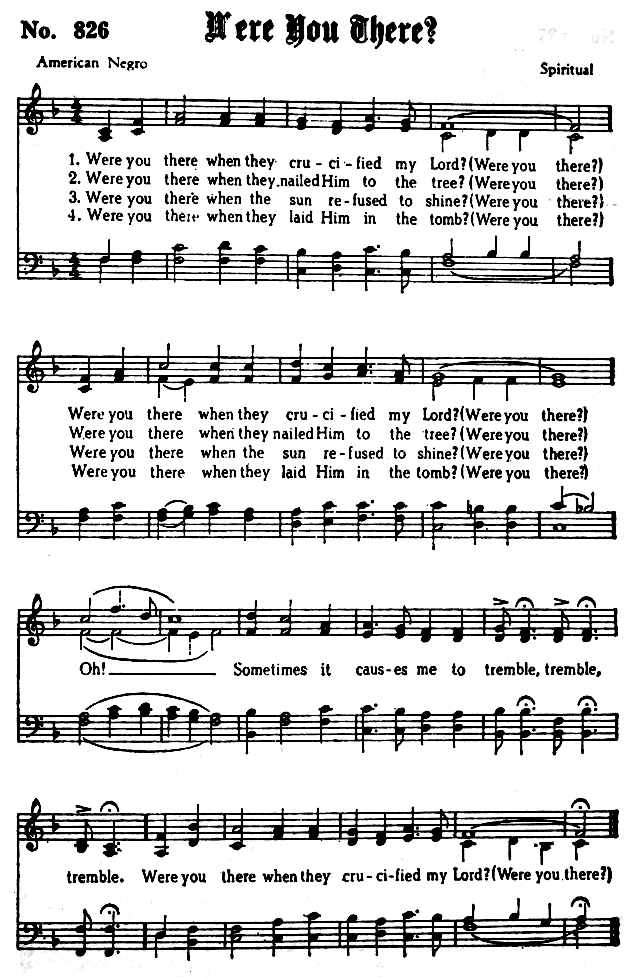 No. 826
Were You There?
American Negro
Spiritual
1. Were you there when they cru - ci - fied my Lord? (Were you there?)
2. Were you there when they nailed Him to the tree? (Were you there?)
3. Were you there when the sun re-fused to shine? (Were you there?)
4. Were you there when they laid Him in the tomb? (Were you there?)
Were you there when they cru - ci - fied my Lord? (Were you there?)
Were you there when they nailed Him to the tree? (Were you there?)
Were you there when the sun re-fused to shine? (Were you there?)
Were you there when they laid Him in the tomb? (Were you there?)
Oh! Sometimes it caus-es me to tremble, tremble,
tremble. Were you there when they cru-ci-fied my Lord? (Were you there?)